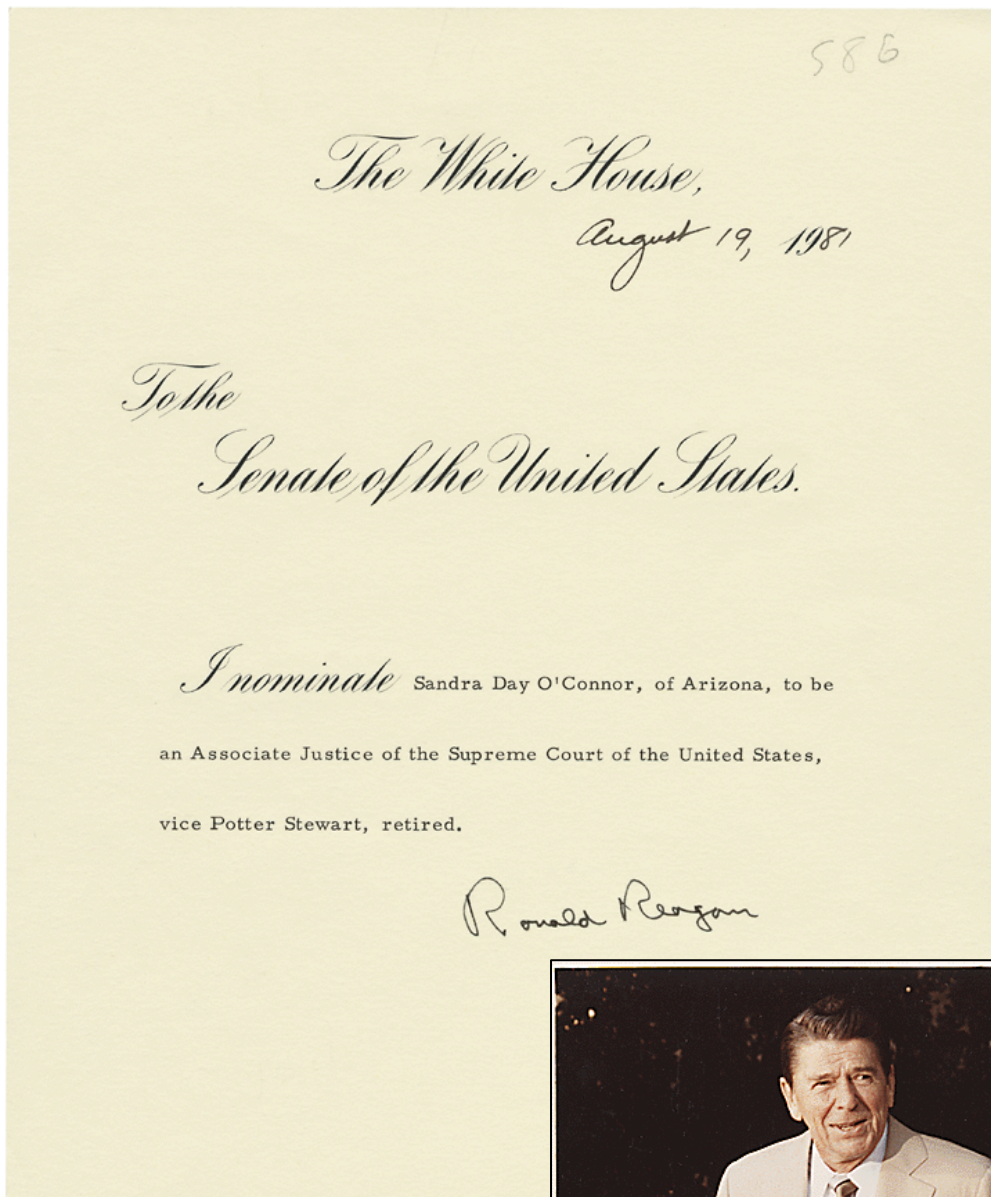 586
The White House,
August 19, 1981
To the
Senate of the United States.
I nominate Sandra Day O'Connor, of Arizona, to be
an Associate Justice of the Supreme Court of the United States,
vice Potter Stewart, retired.
Ronald Reagan